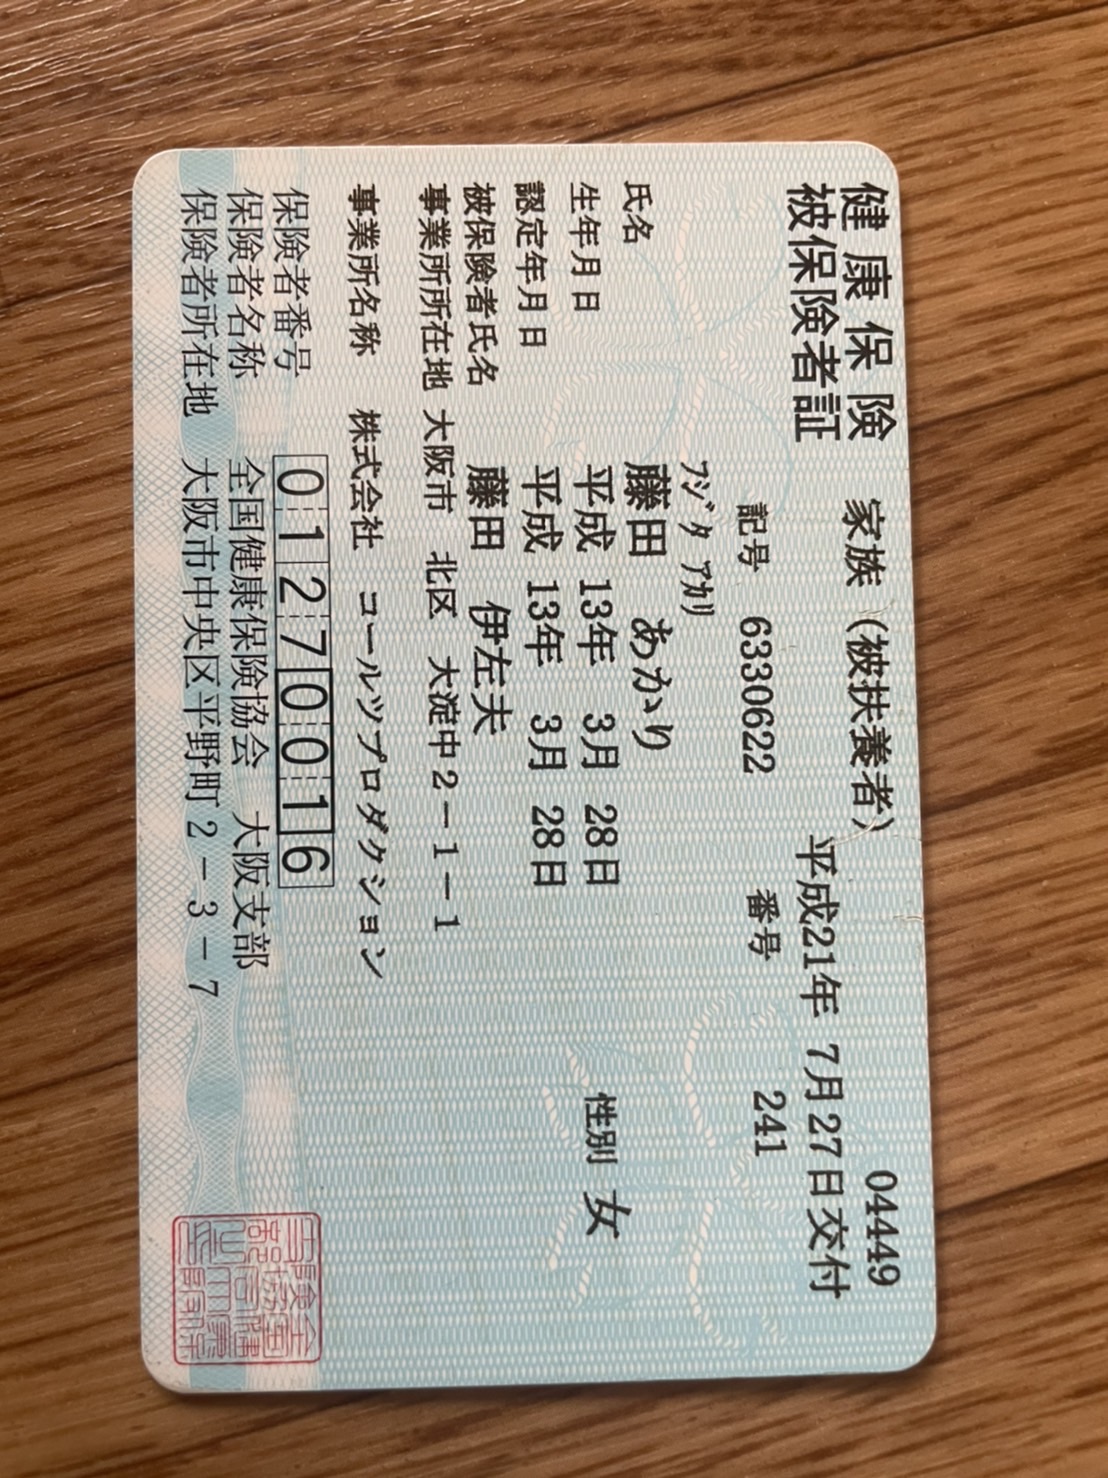 健康保険 家族（被扶養者） 04449
被保険者証 平成21年 7月27日交付
記号 6330622 番号 241
ﾌｼﾞﾀ ｱｶﾘ
氏名 藤田 あかり
生年月日 平成 13年 3月 28日 性別 女
認定年月日 平成 13年 3月 28日
被保険者氏名 藤田 伊左夫
事業所所在地 大阪市 北区 大淀中2－1－1
事業所名称 株式会社 コールツプロダクション
保険者番号 01270016
保険者名称 全国健康保険協会 大阪支部
保険者所在地 大阪市中央区平野町2－3－7